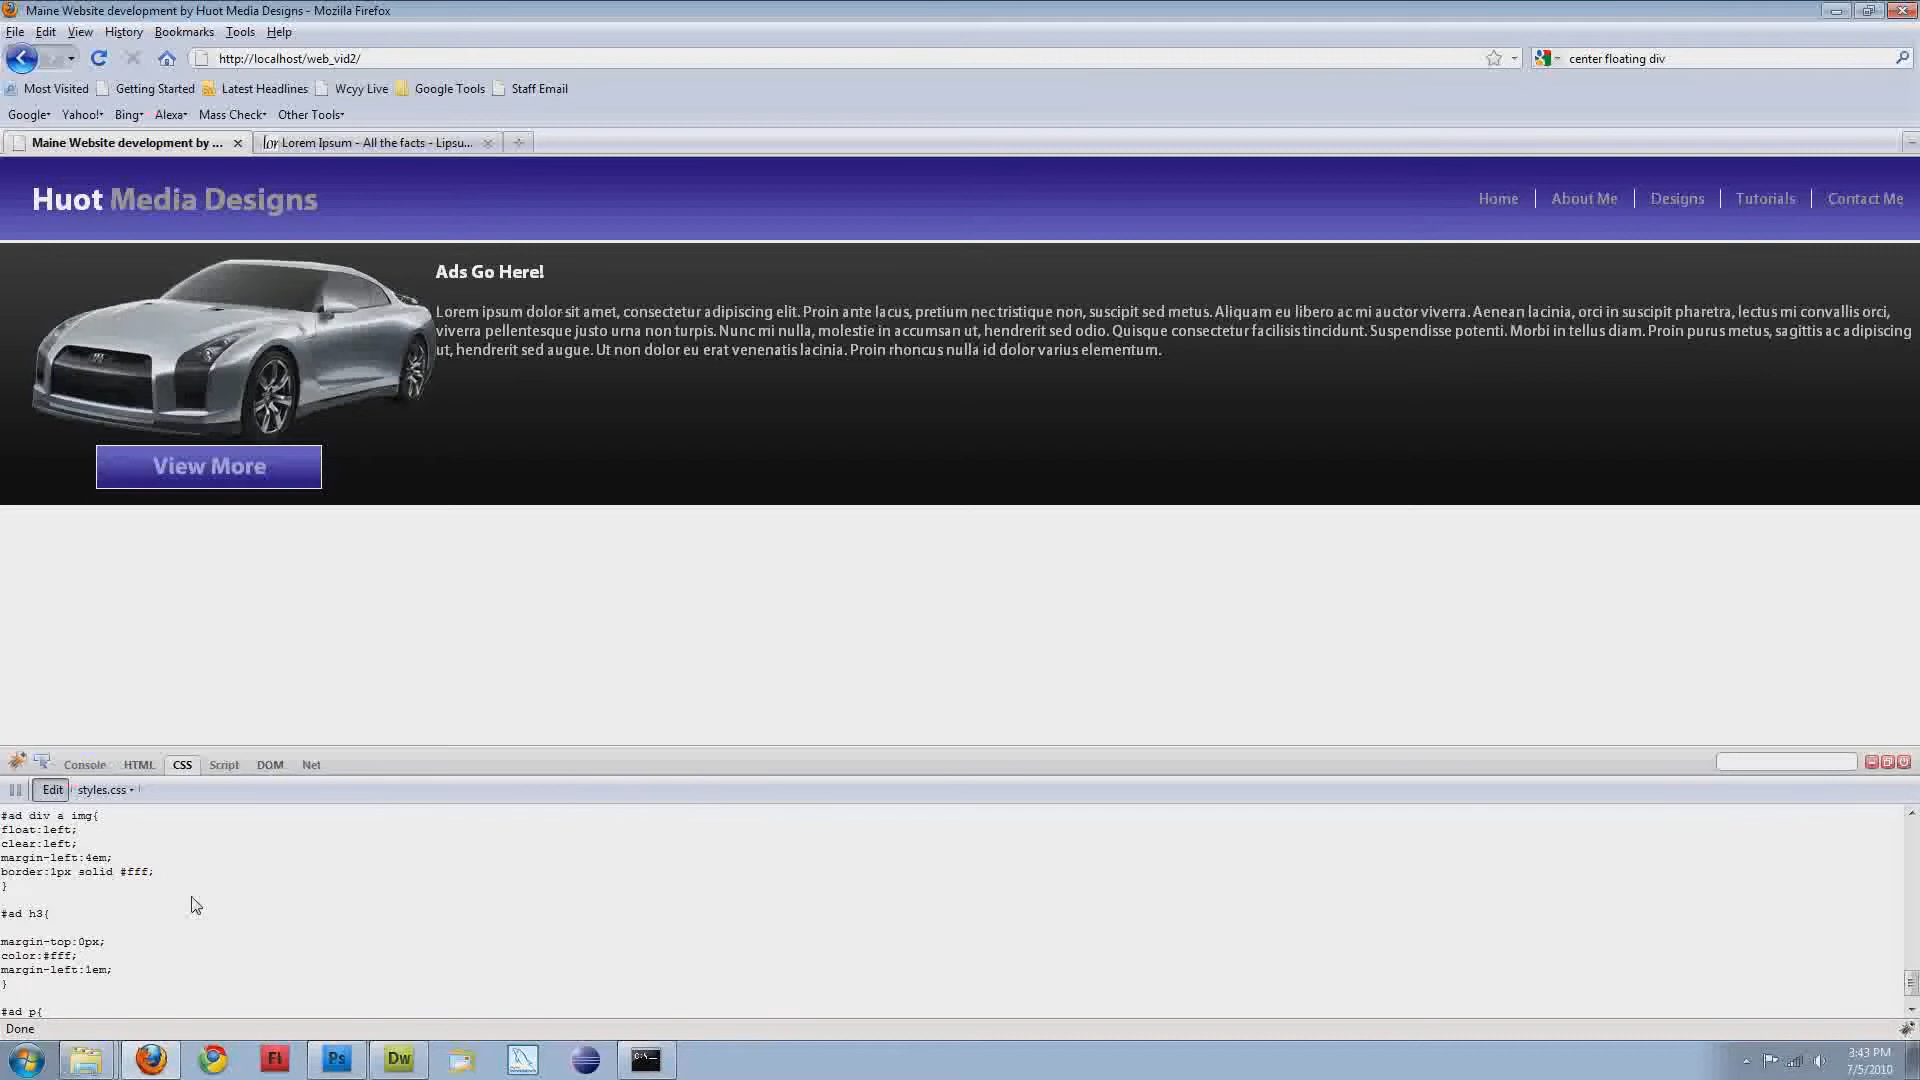 Maine Website development by Huot Media Designs - Mozilla Firefox
File Edit View History Bookmarks Tools Help
http://localhost/web_vid2/
center floating div
Most Visited Getting Started Latest Headlines Wcyy Live Google Tools Staff Email
Google Yahoo! Bing Alexa Mass Check Other Tools
Maine Website development by ...
lor Lorem Ipsum - All the facts - Lipsu...
Huot Media Designs
Home About Me Designs Tutorials Contact Me
Ads Go Here!
Lorem ipsum dolor sit amet, consectetur adipiscing elit. Proin ante lacus, pretium nec tristique non, suscipit sed metus. Aliquam eu libero ac mi auctor viverra. Aenean lacinia, orci in suscipit pharetra, lectus mi convallis orci,
viverra pellentesque justo urna non turpis. Nunc mi nulla, molestie in accumsan ut, hendrerit sed odio. Quisque consectetur facilisis tincidunt. Suspendisse potenti. Morbi in tellus diam. Proin purus metus, sagittis ac adipiscing
ut, hendrerit sed augue. Ut non dolor eu erat venenatis lacinia. Proin rhoncus nulla id dolor varius elementum.
View More
Console HTML CSS Script DOM Net
Edit styles.css
#ad div a img{
float:left;
clear:left;
margin-left:4em;
border:1px solid #fff;
}
#ad h3{
margin-top:0px;
color:#fff;
margin-left:1em;
}
#ad p{
Done
Fl Ps Dw
C:\.
3:43 PM
7/5/2010